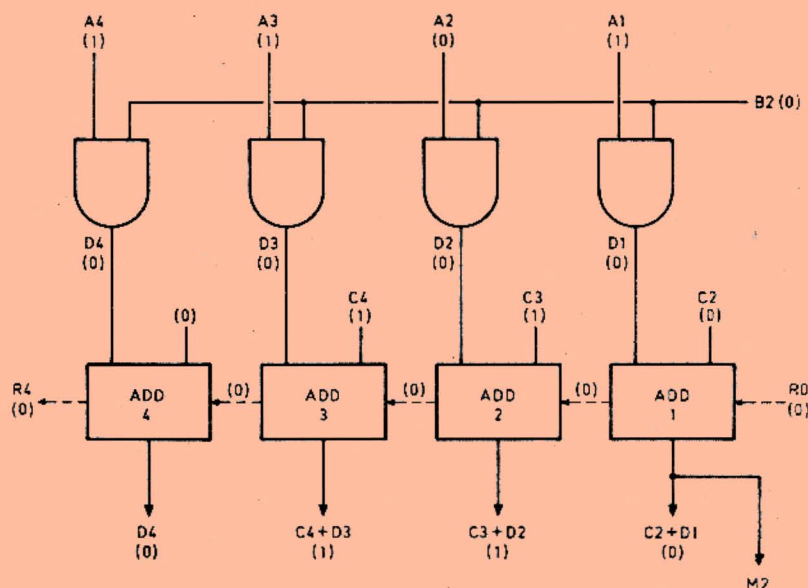 A4 A3 A2 A1
(1) (1) (0) (1)
B2 (0)
D4 D3 D2 D1
(0) (0) (0) (0)
C4 C3 C2
(0) (1) (1) (0)
R4 (0) (0) (0) R0
(0) ADD ADD ADD ADD (0)
4 3 2 1
D4 C4+D3 C3+D2 C2+D1
(0) (1) (1) (0)
M2